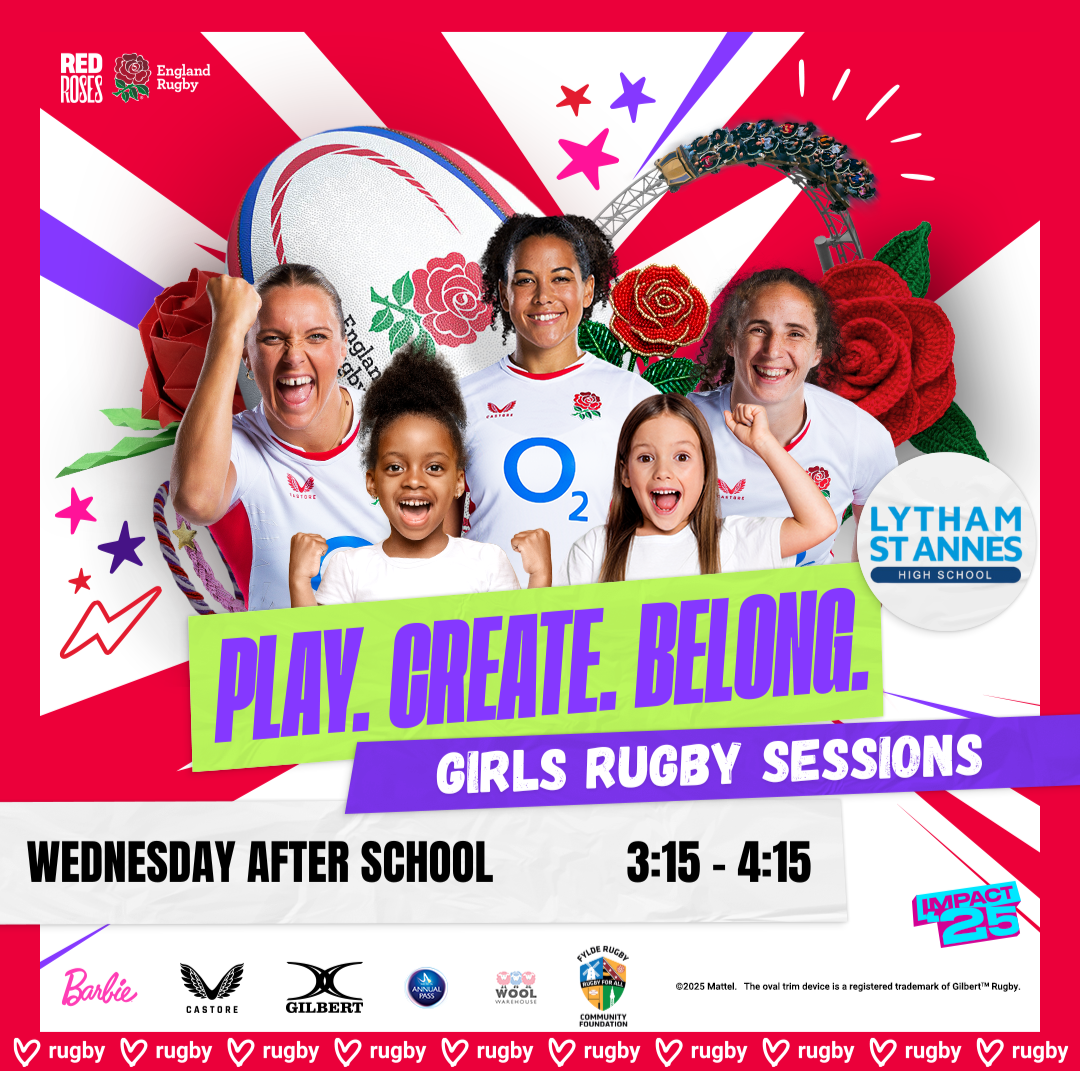 RED
ROSES
England
Rugby
England
Rugby
CASTORE
CASTORE
CASTORE
O2
LYTHAM
ST ANNES
HIGH SCHOOL
PLAY. CREATE. BELONG.
GIRLS RUGBY SESSIONS
WEDNESDAY AFTER SCHOOL 3:15 - 4:15
IMPACT
25
Barbie
CASTORE
GILBERT
ANNUAL
PASS
WOOL
WAREHOUSE
FYLDE RUGBY
RUGBY FOR ALL
COMMUNITY
FOUNDATION
©2025 Mattel. The oval trim device is a registered trademark of Gilbert™ Rugby.
rugby rugby rugby rugby rugby rugby rugby rugby rugby rugby